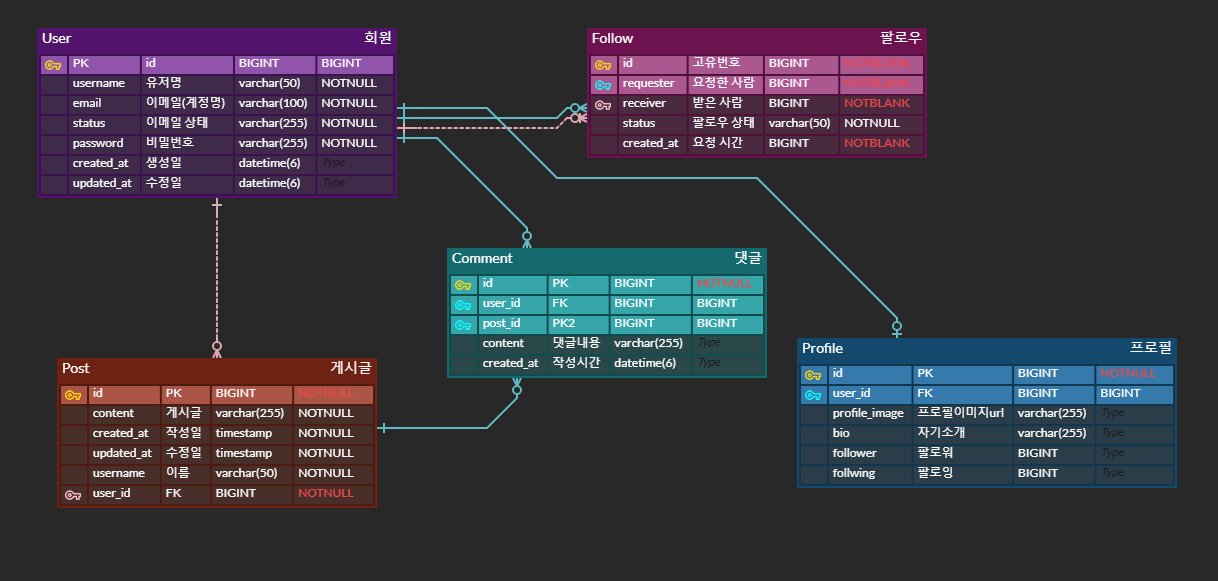 User 회원
PK id BIGINT BIGINT
username 유저명 varchar(50) NOTNULL
email 이메일(계정명) varchar(100) NOTNULL
status 이메일 상태 varchar(255) NOTNULL
password 비밀번호 varchar(255) NOTNULL
created_at 생성일 datetime(6) Type
updated_at 수정일 datetime(6) Type
Follow 팔로우
id 고유번호 BIGINT NOTBLANK
requester 요청한 사람 BIGINT NOTBLANK
receiver 받은 사람 BIGINT NOTBLANK
status 팔로우 상태 varchar(50) NOTNULL
created_at 요청 시간 BIGINT NOTBLANK
Comment 댓글
id PK BIGINT NOTNULL
user_id FK BIGINT BIGINT
post_id PK2 BIGINT BIGINT
content 댓글내용 varchar(255) Type
created_at 작성시간 datetime(6) Type
Profile 프로필
id PK BIGINT NOTNULL
user_id FK BIGINT BIGINT
profile_image 프로필이미지url varchar(255) Type
bio 자기소개 varchar(255) Type
follower 팔로워 BIGINT Type
follwing 팔로잉 BIGINT Type
Post 게시글
id PK BIGINT NOTNULL
content 게시글 varchar(255) NOTNULL
created_at 작성일 timestamp NOTNULL
updated_at 수정일 timestamp NOTNULL
username 이름 varchar(50) NOTNULL
user_id FK BIGINT NOTNULL